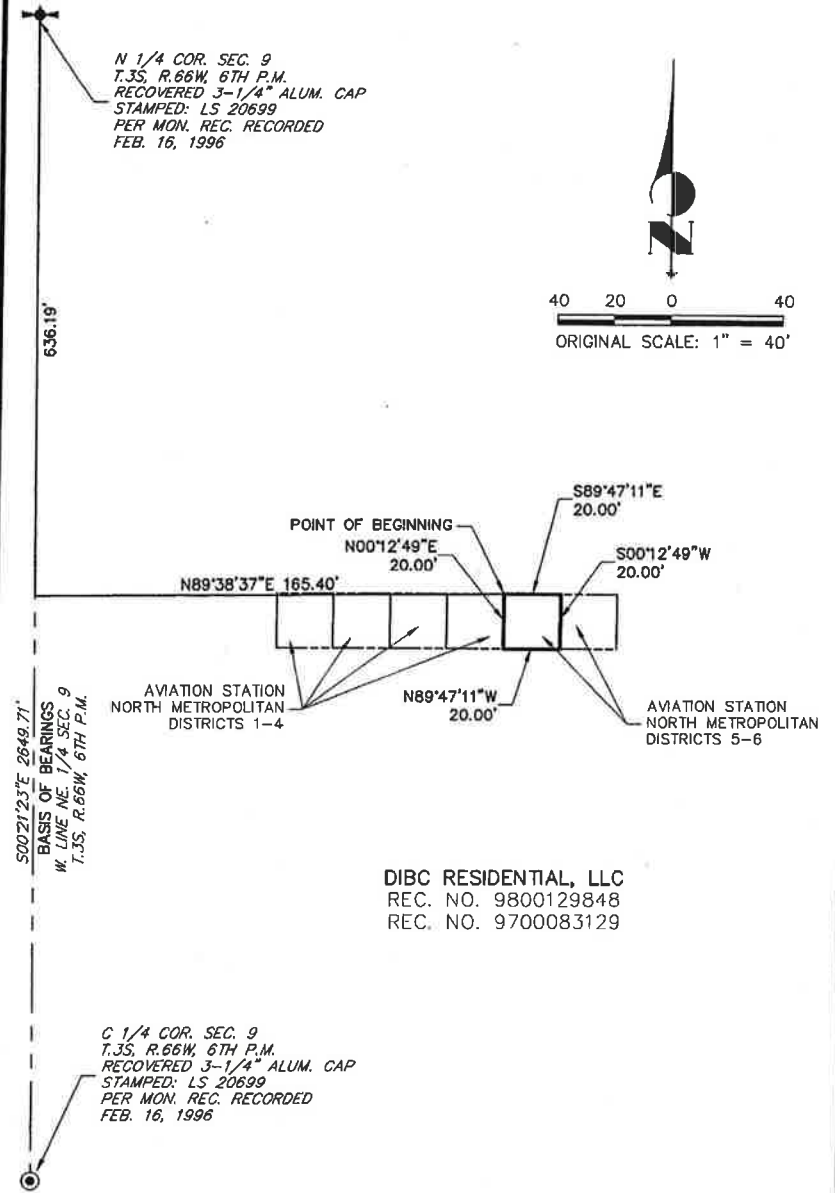 N 1/4 COR. SEC. 9
T.3S, R.66W, 6TH P.M.
RECOVERED 3-1/4" ALUM. CAP
STAMPED: LS 20699
PER MON. REC. RECORDED
FEB. 16, 1996
N
40 20 0 40
ORIGINAL SCALE: 1" = 40'
636.19'
S89°47'11"E
20.00'
POINT OF BEGINNING
N00°12'49"E
20.00'
S00°12'49"W
20.00'
N89°38'37"E 165.40'
AVIATION STATION
NORTH METROPOLITAN
DISTRICTS 1-4
N89°47'11"W
20.00'
AVIATION STATION
NORTH METROPOLITAN
DISTRICTS 5-6
S00°21'23"E 2649.71'
BASIS OF BEARINGS
W. LINE NE. 1/4 SEC. 9
T.3S, R.66W, 6TH P.M.
DIBC RESIDENTIAL, LLC
REC. NO. 9800129848
REC. NO. 9700083129
C 1/4 COR. SEC. 9
T.3S, R.66W, 6TH P.M.
RECOVERED 3-1/4" ALUM. CAP
STAMPED: LS 20699
PER MON. REC. RECORDED
FEB. 16, 1996